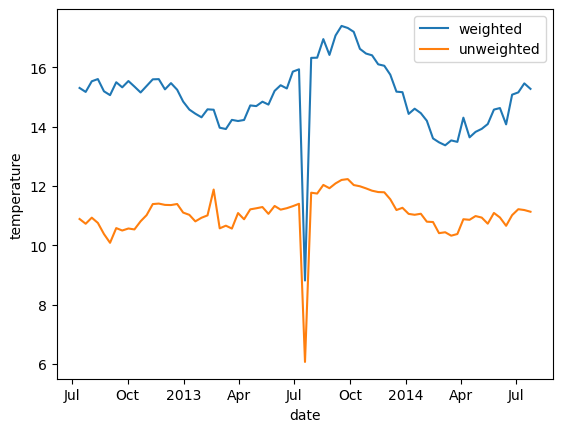 weighted
unweighted
temperature
16
14
12
10
8
6
Jul
Oct
2013
Apr
Jul
Oct
2014
Apr
Jul
date